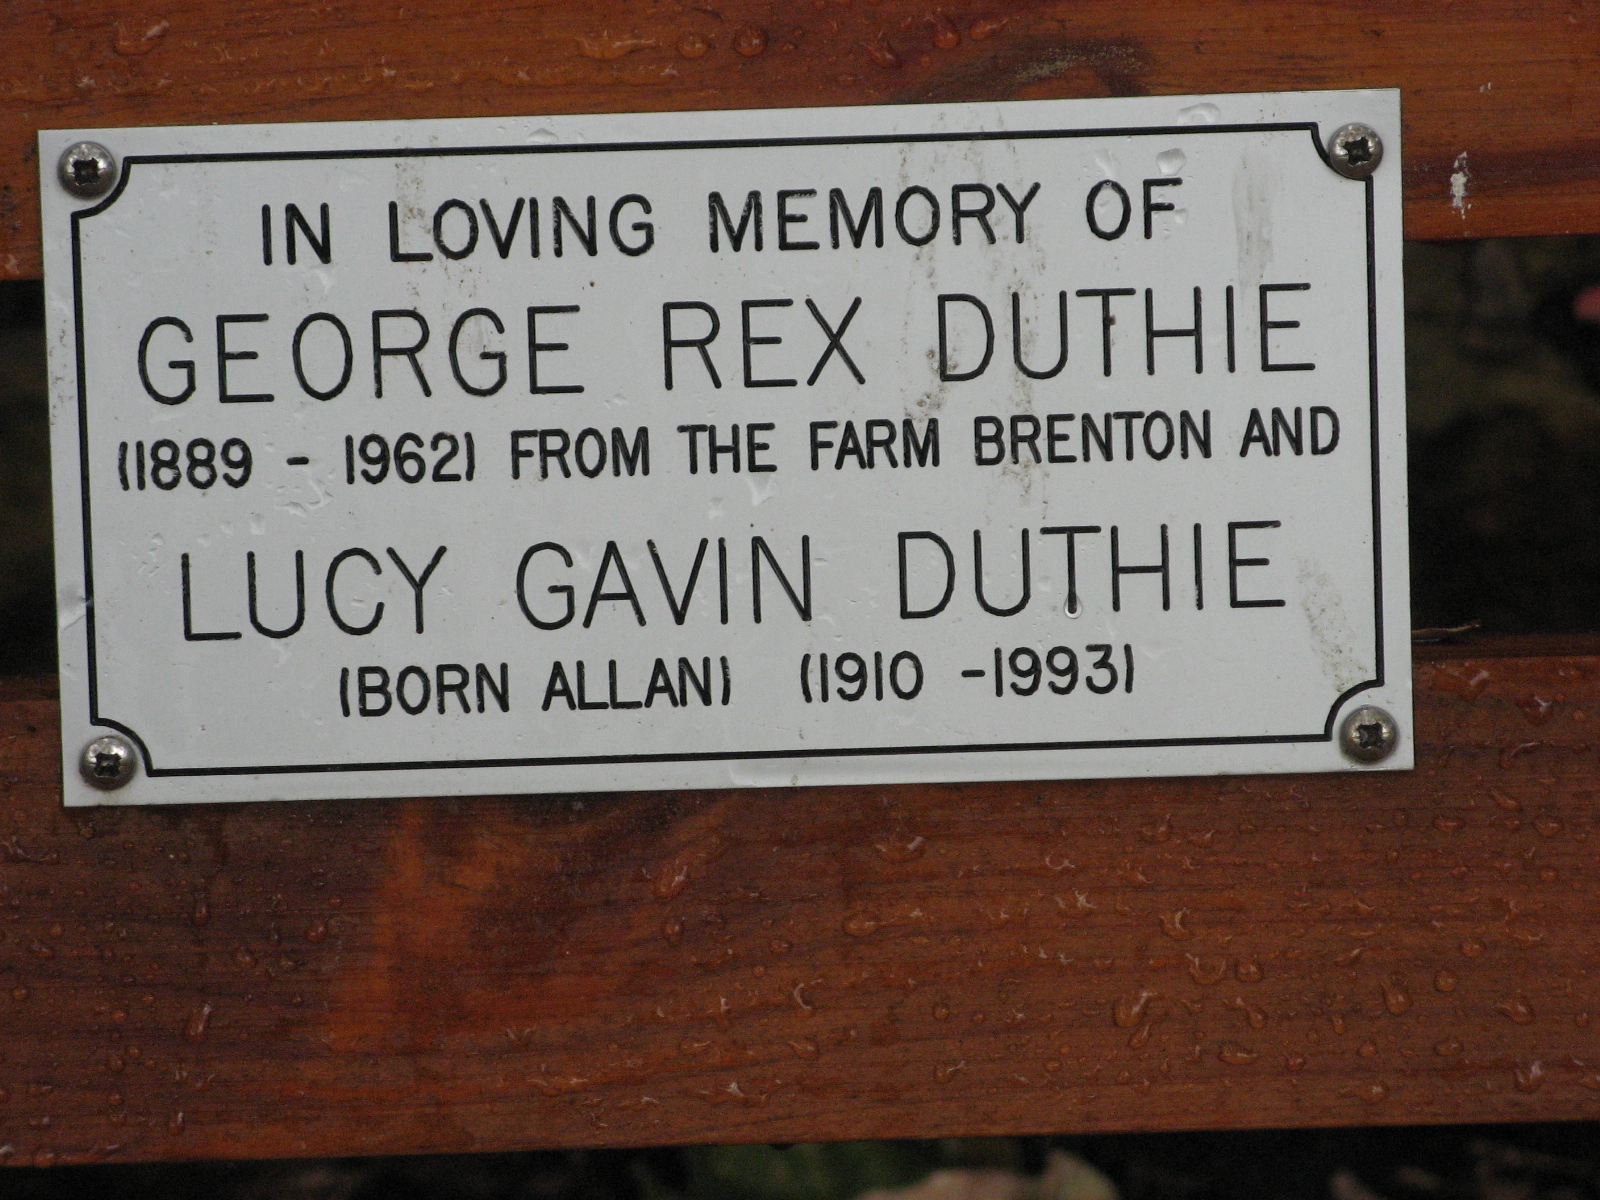 IN LOVING MEMORY OF
GEORGE REX DUTHIE
(1889 - 1962) FROM THE FARM BRENTON AND
LUCY GAVIN DUTHIE
(BORN ALLAN) (1910 -1993)